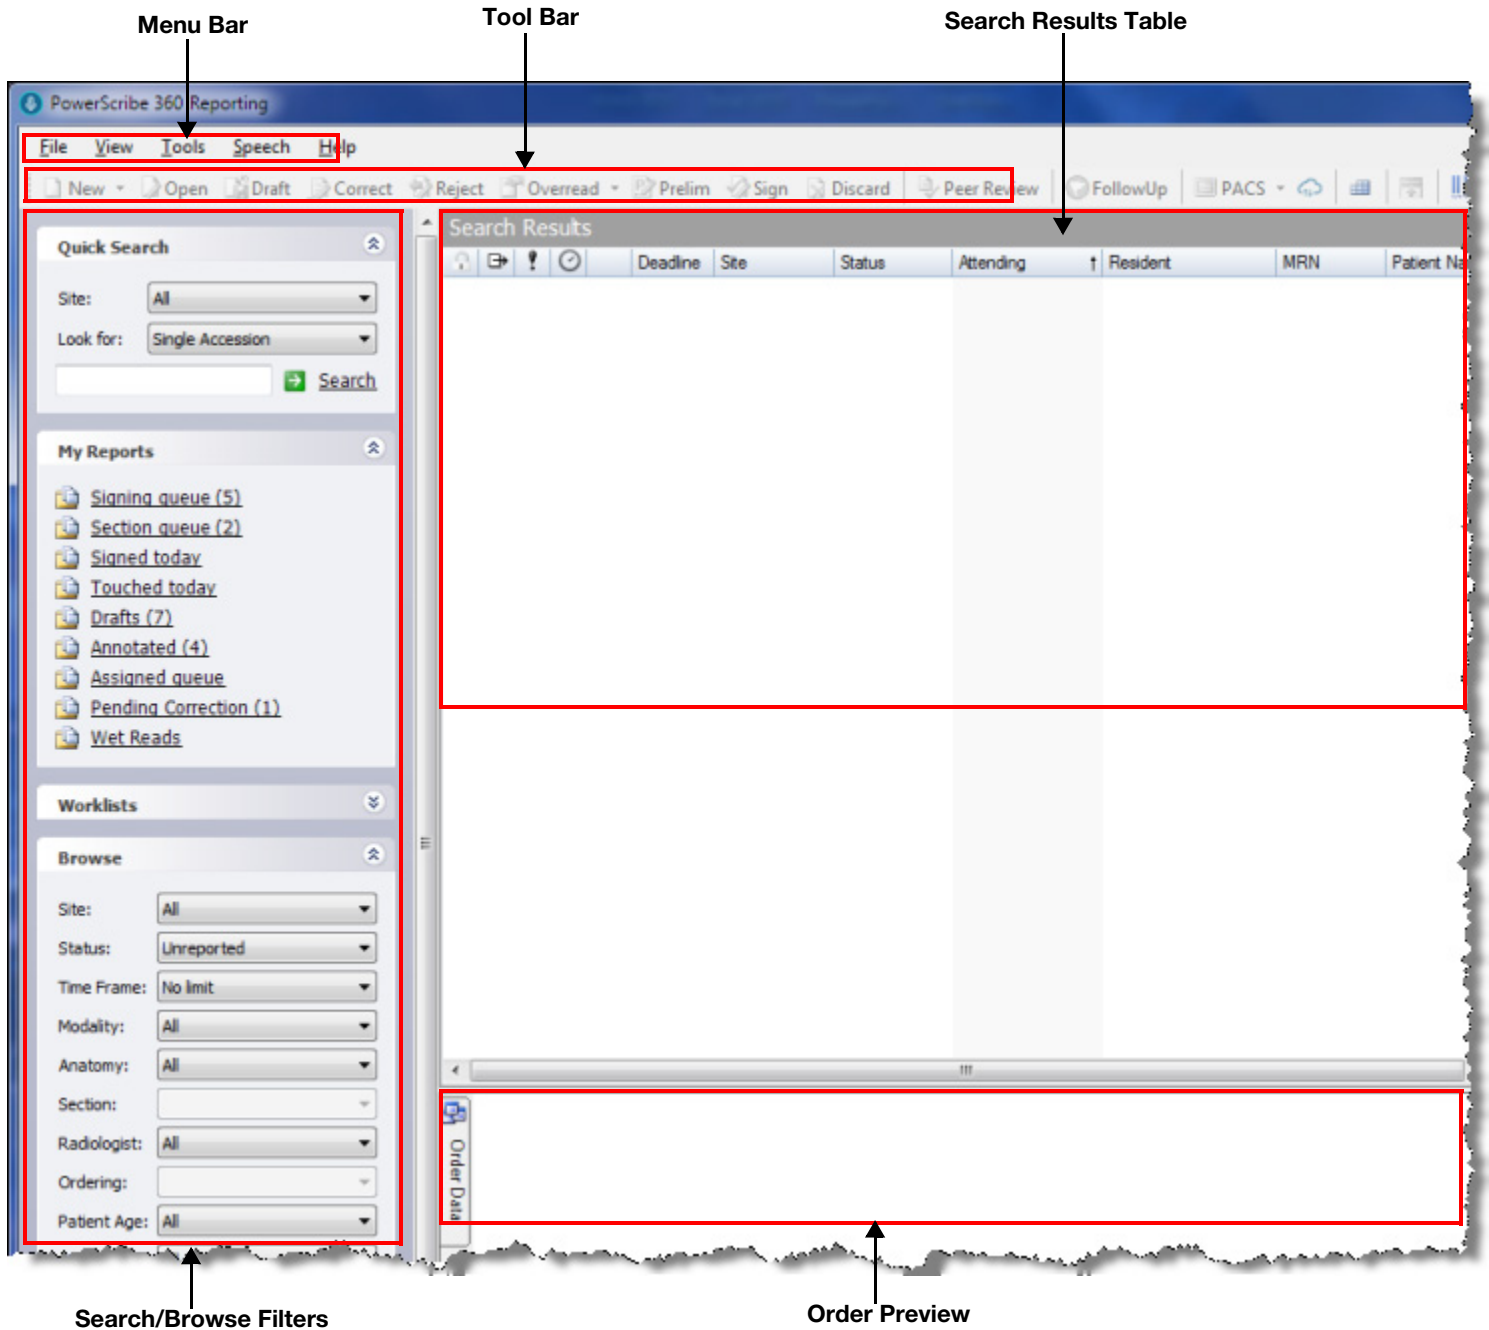 Menu Bar
Tool Bar
Search Results Table
PowerScribe 360 Reporting
File View Tools Speech Help
New Open Draft Correct Reject Overread Prelim Sign Discard Peer Review FollowUp PACS
Quick Search
Site: All
Look for: Single Accession
Search
My Reports
Signing queue (5)
Section queue (2)
Signed today
Touched today
Drafts (7)
Annotated (4)
Assigned queue
Pending Correction (1)
Wet Reads
Worklists
Browse
Site: All
Status: Unreported
Time Frame: No limit
Modality: All
Anatomy: All
Section:
Radiologist: All
Ordering:
Patient Age: All
Search Results
Deadline Site Status Attending Resident MRN Patient Na
Order Data
Search/Browse Filters
Order Preview